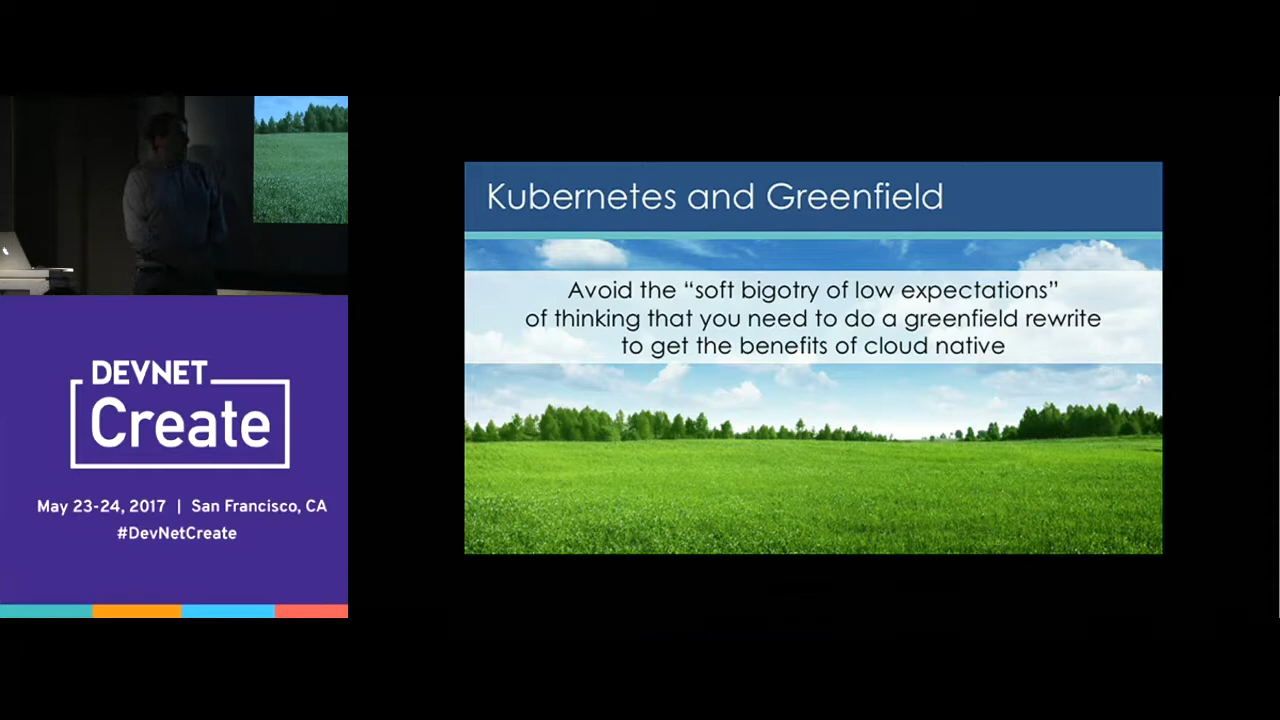 Kubernetes and Greenfield
Avoid the “soft bigotry of low expectations”
of thinking that you need to do a greenfield rewrite
to get the benefits of cloud native
DEVNET
Create
May 23-24, 2017 | San Francisco, CA
#DevNetCreate